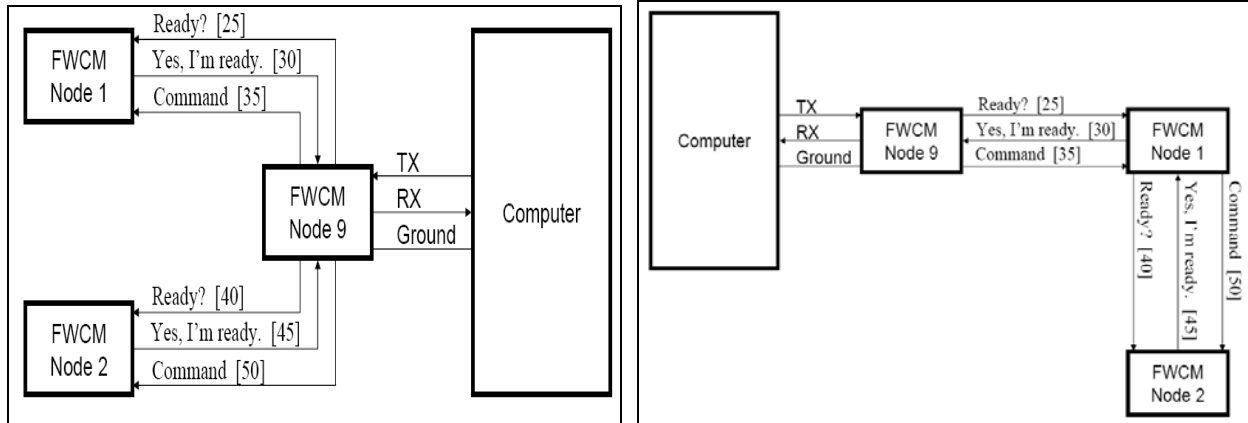 Ready? [25]
Yes, I'm ready. [30]
Command [35]
FWCM
Node 1
FWCM
Node 9
TX
RX
Ground
Computer
Ready? [40]
Yes, I'm ready. [45]
Command [50]
FWCM
Node 2
Computer
TX
RX
Ground
FWCM
Node 9
Ready? [25]
Yes, I'm ready. [30]
Command [35]
FWCM
Node 1
Ready? [40]
Yes, I'm ready. [45]
Command [50]
FWCM
Node 2